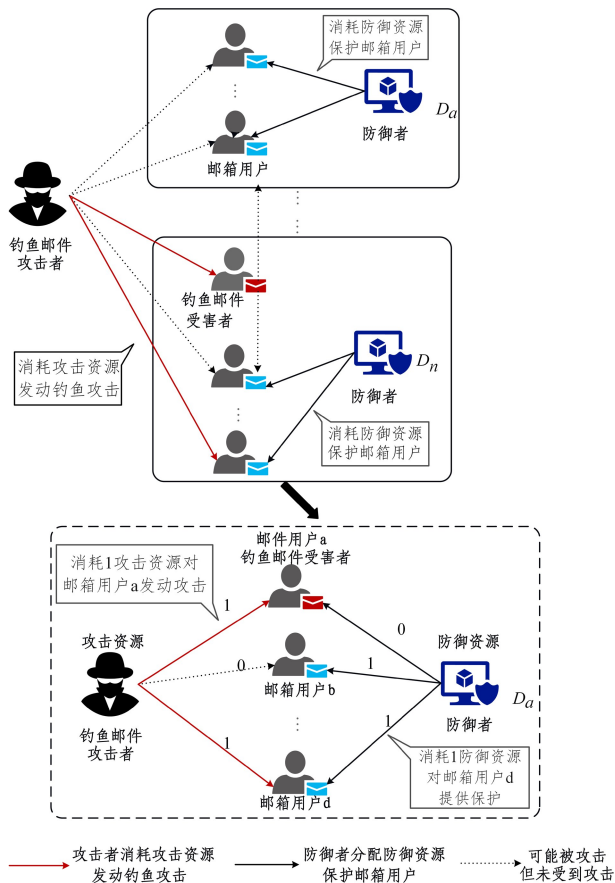 消耗防御资源
保护邮箱用户
Da
防御者
邮箱用户
钓鱼邮件
攻击者
钓鱼邮件
受害者
消耗攻击资源
发动钓鱼攻击
Dn
防御者
消耗防御资源
保护邮箱用户
邮件用户a
钓鱼邮件受害者
消耗1攻击资源对
邮箱用户a发动攻击
1
0
攻击资源
防御资源
0
1
邮箱用户b
Da
钓鱼邮件
攻击者
防御者
1
1
消耗1防御资源
对邮箱用户d
提供保护
邮箱用户d
攻击者消耗攻击资源
发动钓鱼攻击
防御者分配防御资源
保护邮箱用户
可能被攻击
但未受到攻击